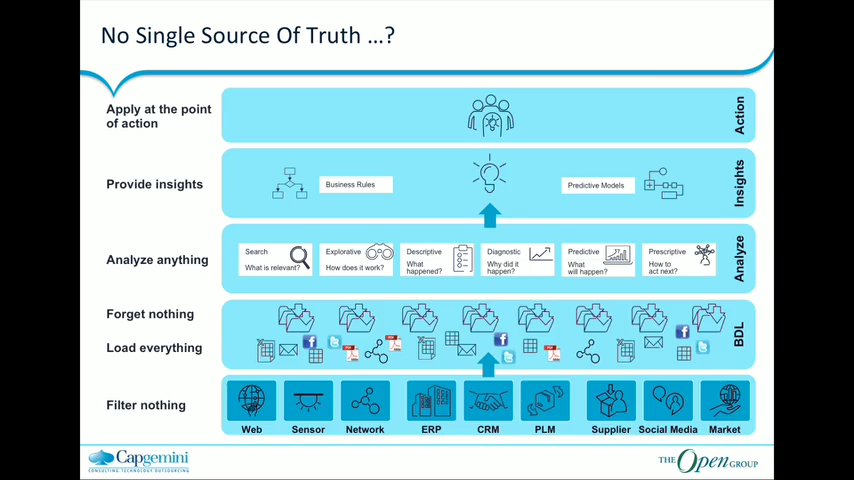 No Single Source Of Truth ...?
Apply at the point
of action
Action
Provide insights
Business Rules
Predictive Models
Insights
Analyze anything
Search
What is relevant?
Explorative
How does it work?
Descriptive
What
happened?
Diagnostic
Why did it
happen?
Predictive
What
will happen?
Prescriptive
How to
act next?
Analyze
Forget nothing
Load everything
BDL
Filter nothing
Web
Sensor
Network
ERP
CRM
PLM
Supplier
Social Media
Market
Capgemini
CONSULTING.TECHNOLOGY.OUTSOURCING
THE Open GROUP